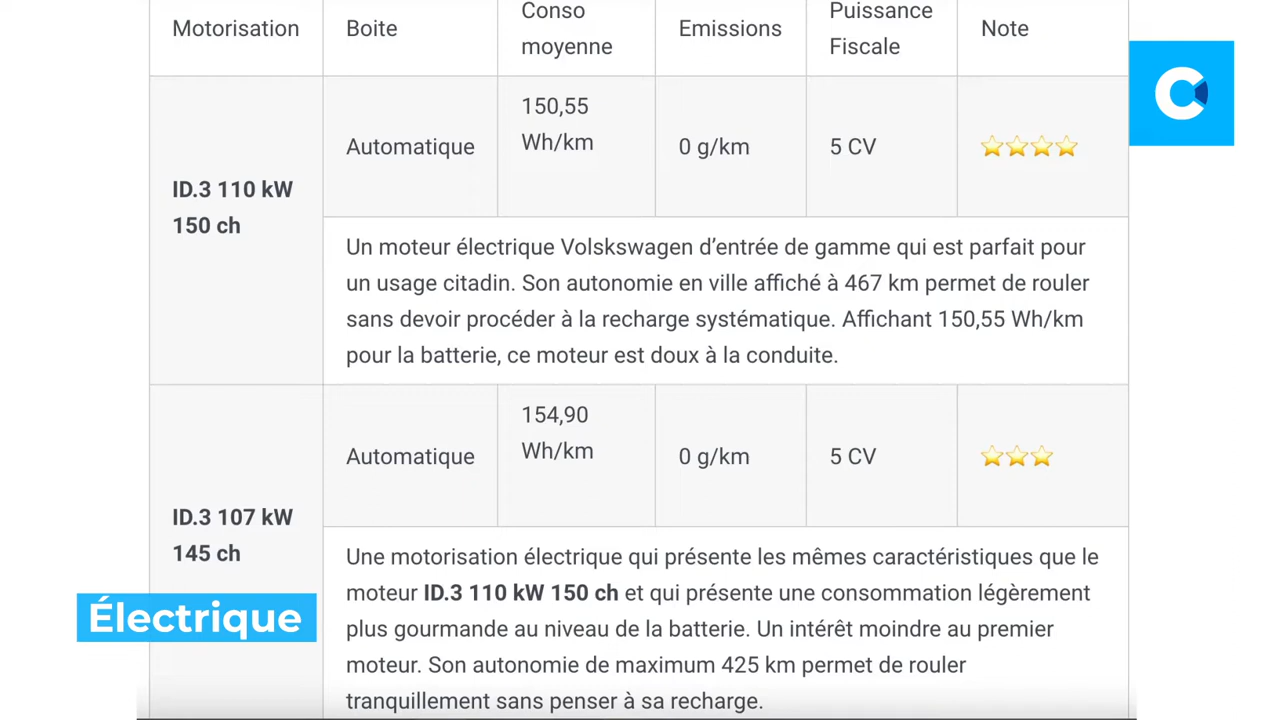 Motorisation
Boite
Conso
moyenne
Emissions
Puissance
Fiscale
Note
ID.3 110 kW
150 ch
Automatique
150,55
Wh/km
0 g/km
5 CV
Un moteur électrique Volskswagen d’entrée de gamme qui est parfait pour
un usage citadin. Son autonomie en ville affiché à 467 km permet de rouler
sans devoir procéder à la recharge systématique. Affichant 150,55 Wh/km
pour la batterie, ce moteur est doux à la conduite.
ID.3 107 kW
145 ch
Automatique
154,90
Wh/km
0 g/km
5 CV
Une motorisation électrique qui présente les mêmes caractéristiques que le
moteur ID.3 110 kW 150 ch et qui présente une consommation légèrement
plus gourmande au niveau de la batterie. Un intérêt moindre au premier
moteur. Son autonomie de maximum 425 km permet de rouler
tranquillement sans penser à sa recharge.
Électrique
C